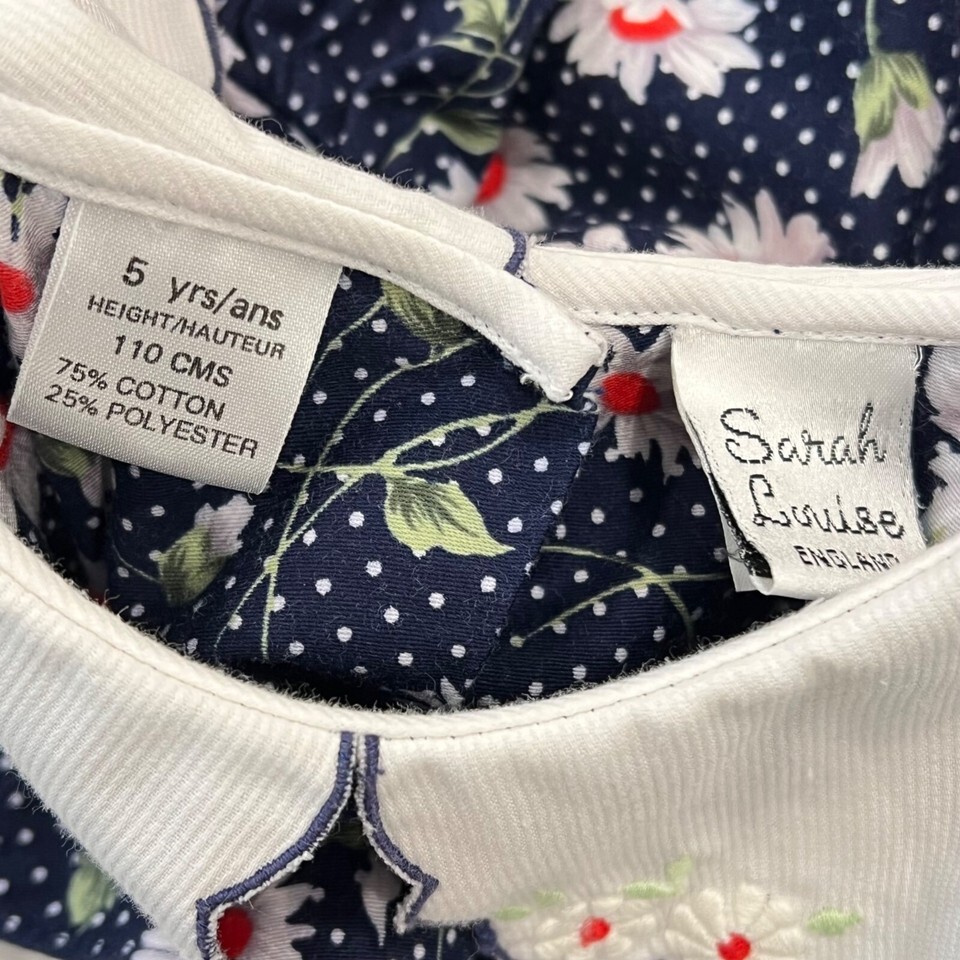 5 yrs/ans
HEIGHT/HAUTEUR
110 CMS
75% COTTON
25% POLYESTER
Sarah
Louise
ENGLAND